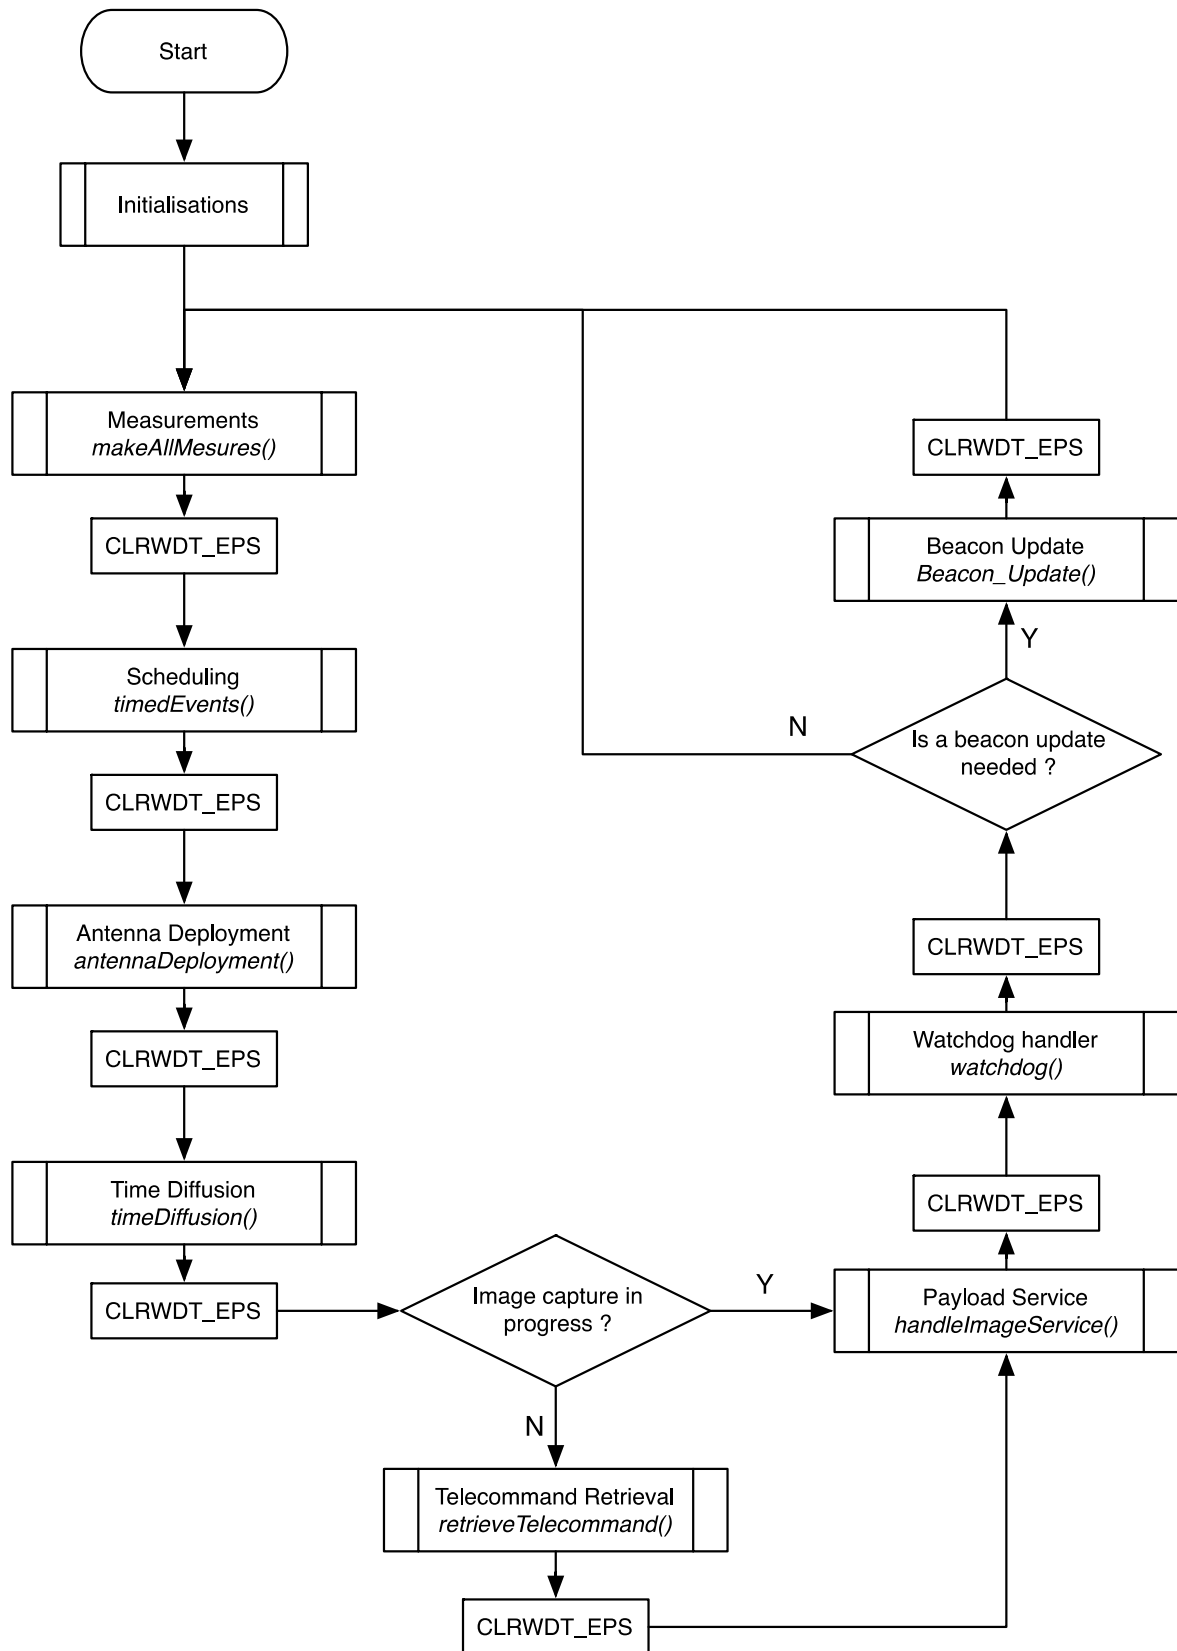 Start
Initialisations
Measurements
makeAllMesures()
CLRWDT_EPS
Scheduling
timedEvents()
CLRWDT_EPS
Antenna Deployment
antennaDeployment()
CLRWDT_EPS
Time Diffusion
timeDiffusion()
CLRWDT_EPS
Image capture in
progress ?
Y
N
Telecommand Retrieval
retrieveTelecommand()
CLRWDT_EPS
Payload Service
handleImageService()
CLRWDT_EPS
Watchdog handler
watchdog()
CLRWDT_EPS
Is a beacon update
needed ?
N
Y
Beacon Update
Beacon_Update()
CLRWDT_EPS